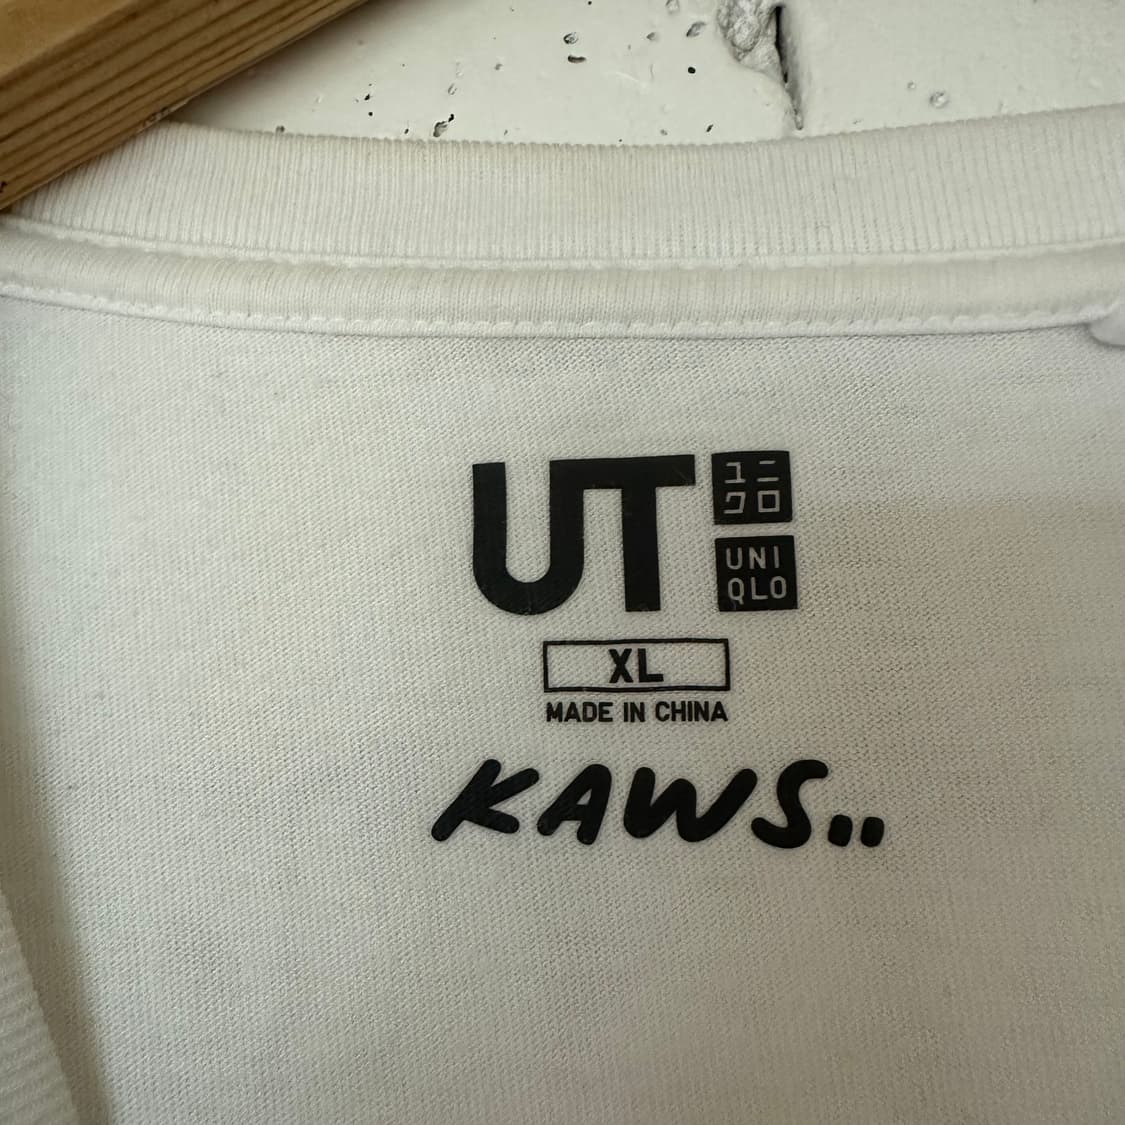 UT
ユニ
クロ
UNI
QLO
XL
MADE IN CHINA
KAWS..